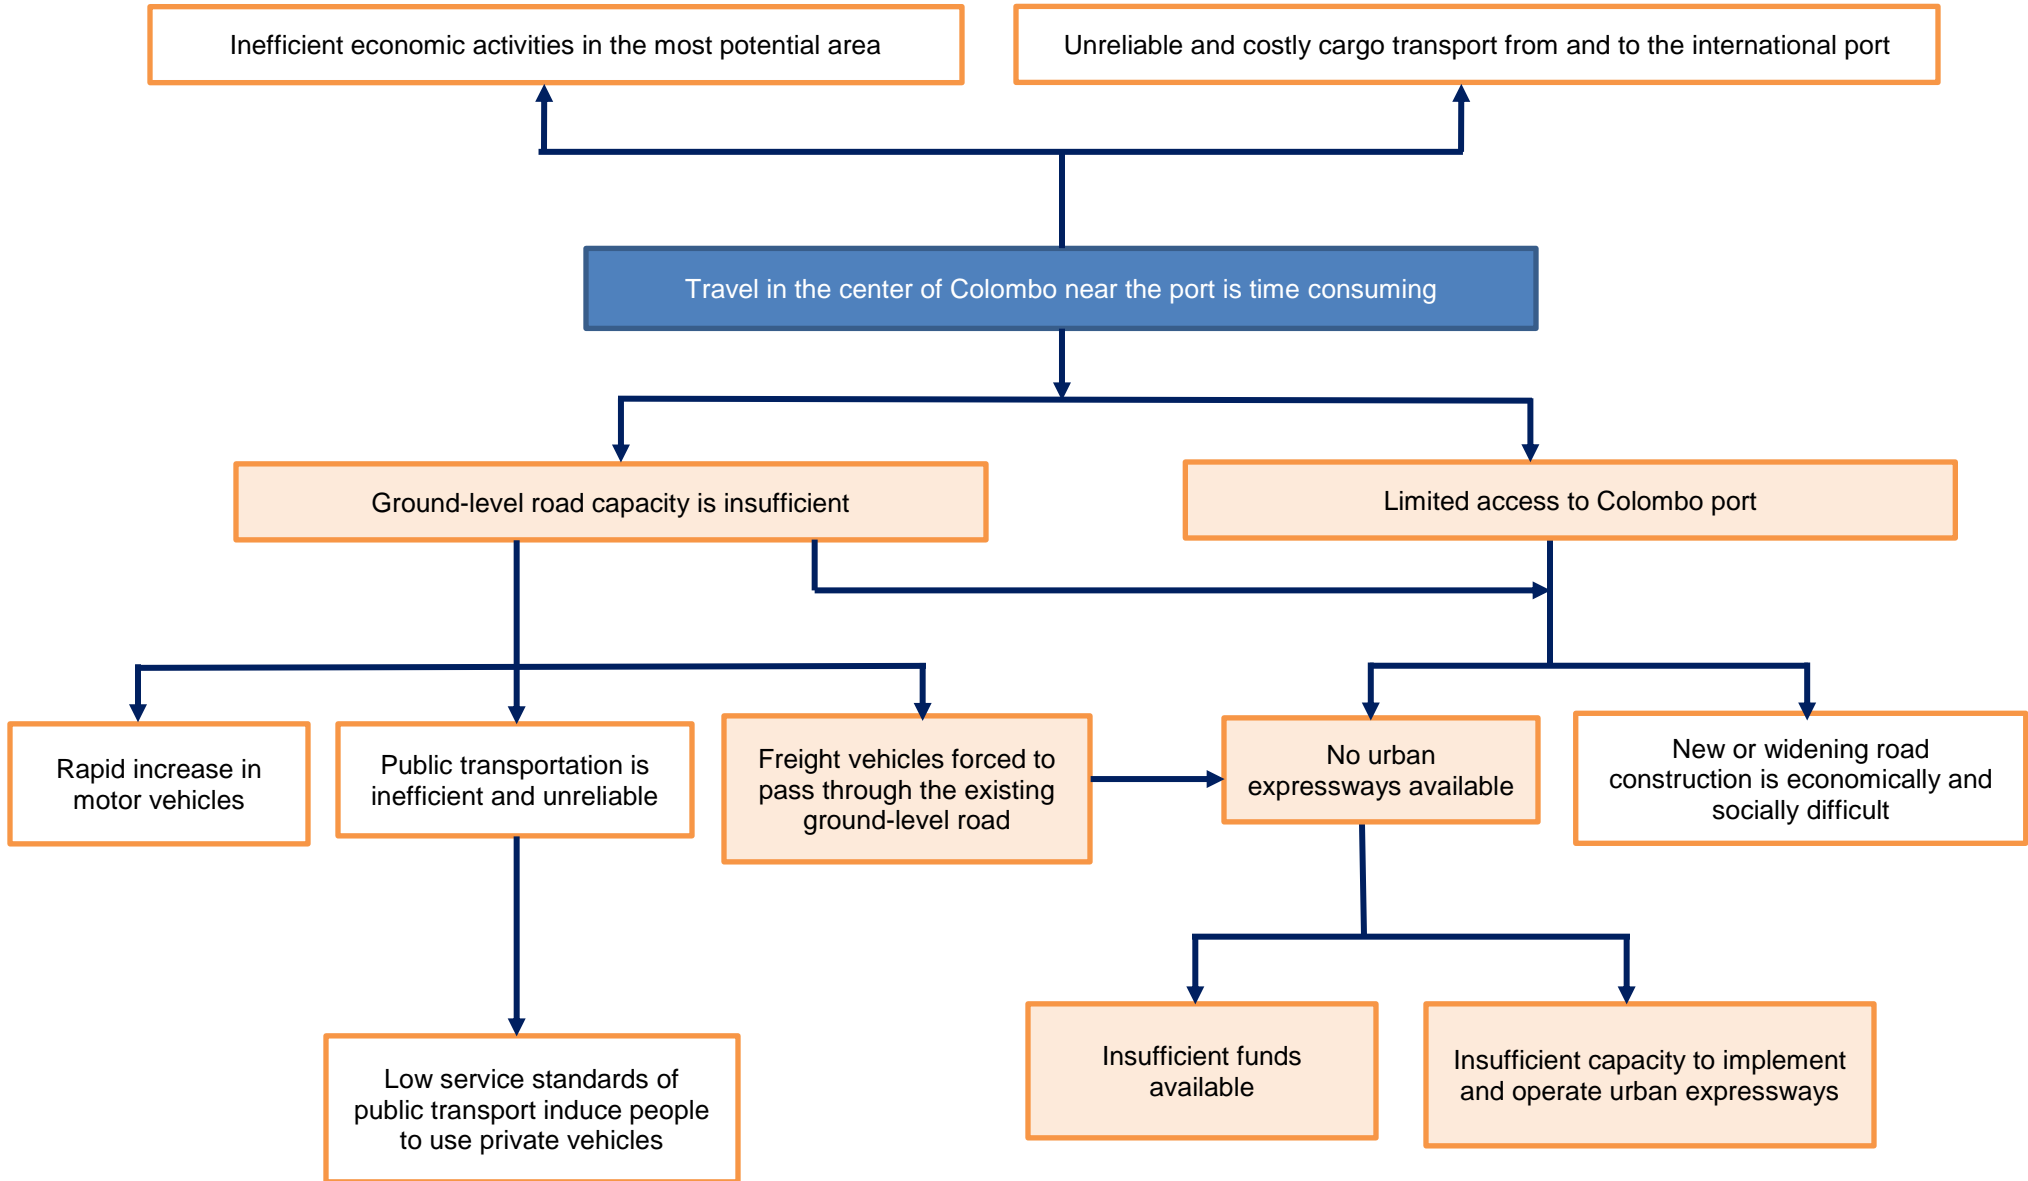 Inefficient economic activities in the most potential area
Unreliable and costly cargo transport from and to the international port
Travel in the center of Colombo near the port is time consuming
Ground-level road capacity is insufficient
Limited access to Colombo port
Rapid increase in
motor vehicles
Public transportation is
inefficient and unreliable
Freight vehicles forced to
pass through the existing
ground-level road
No urban
expressways available
New or widening road
construction is economically and
socially difficult
Low service standards of
public transport induce people
to use private vehicles
Insufficient funds
available
Insufficient capacity to implement
and operate urban expressways